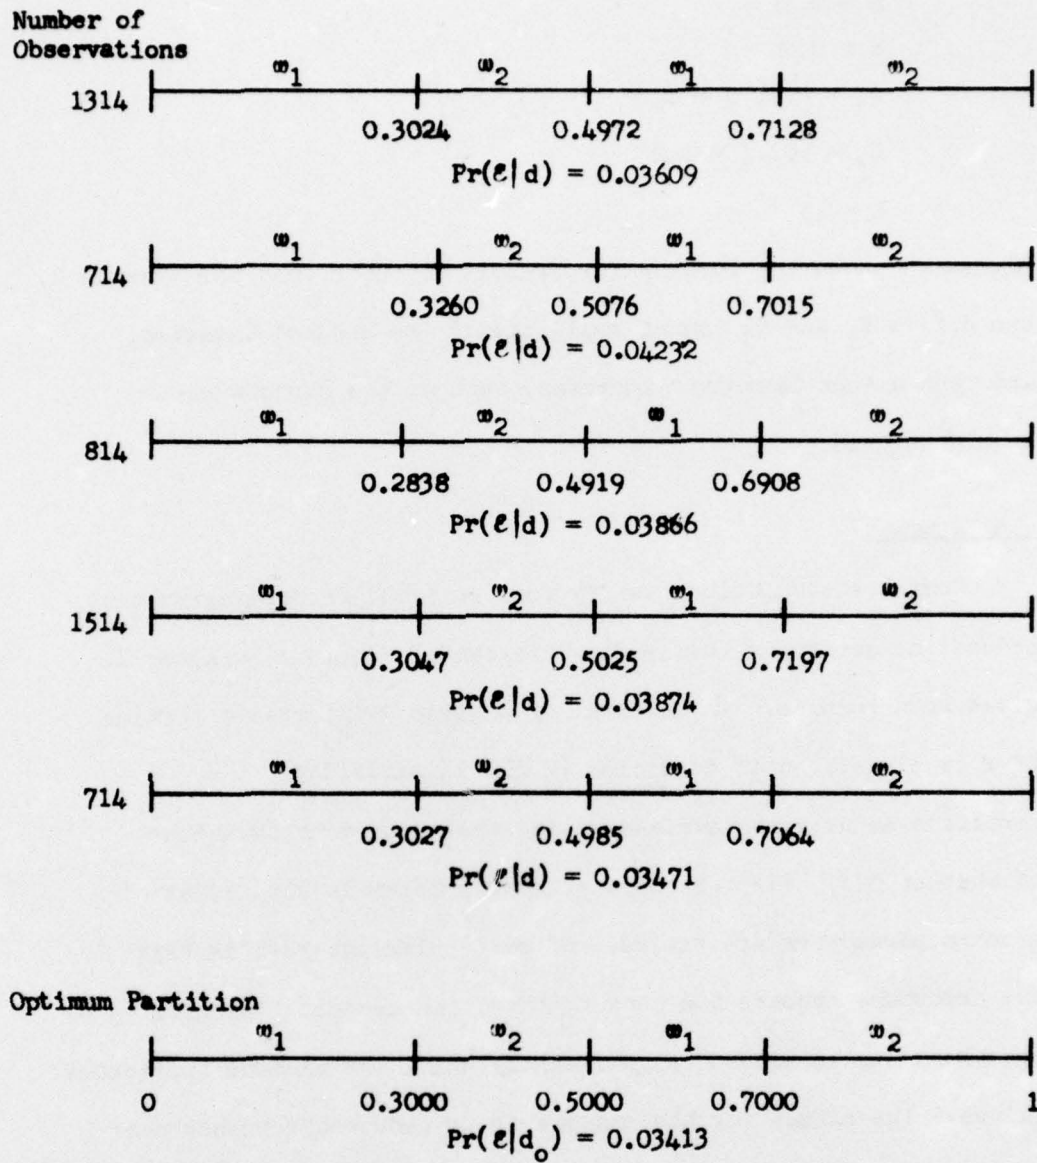 Number of
Observations
1314 ω1 ω2 ω1 ω2
0.3024 0.4972 0.7128
Pr(e|d) = 0.03609
714 ω1 ω2 ω1 ω2
0.3260 0.5076 0.7015
Pr(e|d) = 0.04232
814 ω1 ω2 ω1 ω2
0.2838 0.4919 0.6908
Pr(e|d) = 0.03866
1514 ω1 ω2 ω1 ω2
0.3047 0.5025 0.7197
Pr(e|d) = 0.03874
714 ω1 ω2 ω1 ω2
0.3027 0.4985 0.7064
Pr(e|d) = 0.03471
Optimum Partition
ω1 ω2 ω1 ω2
0 0.3000 0.5000 0.7000 1
Pr(e|do) = 0.03413